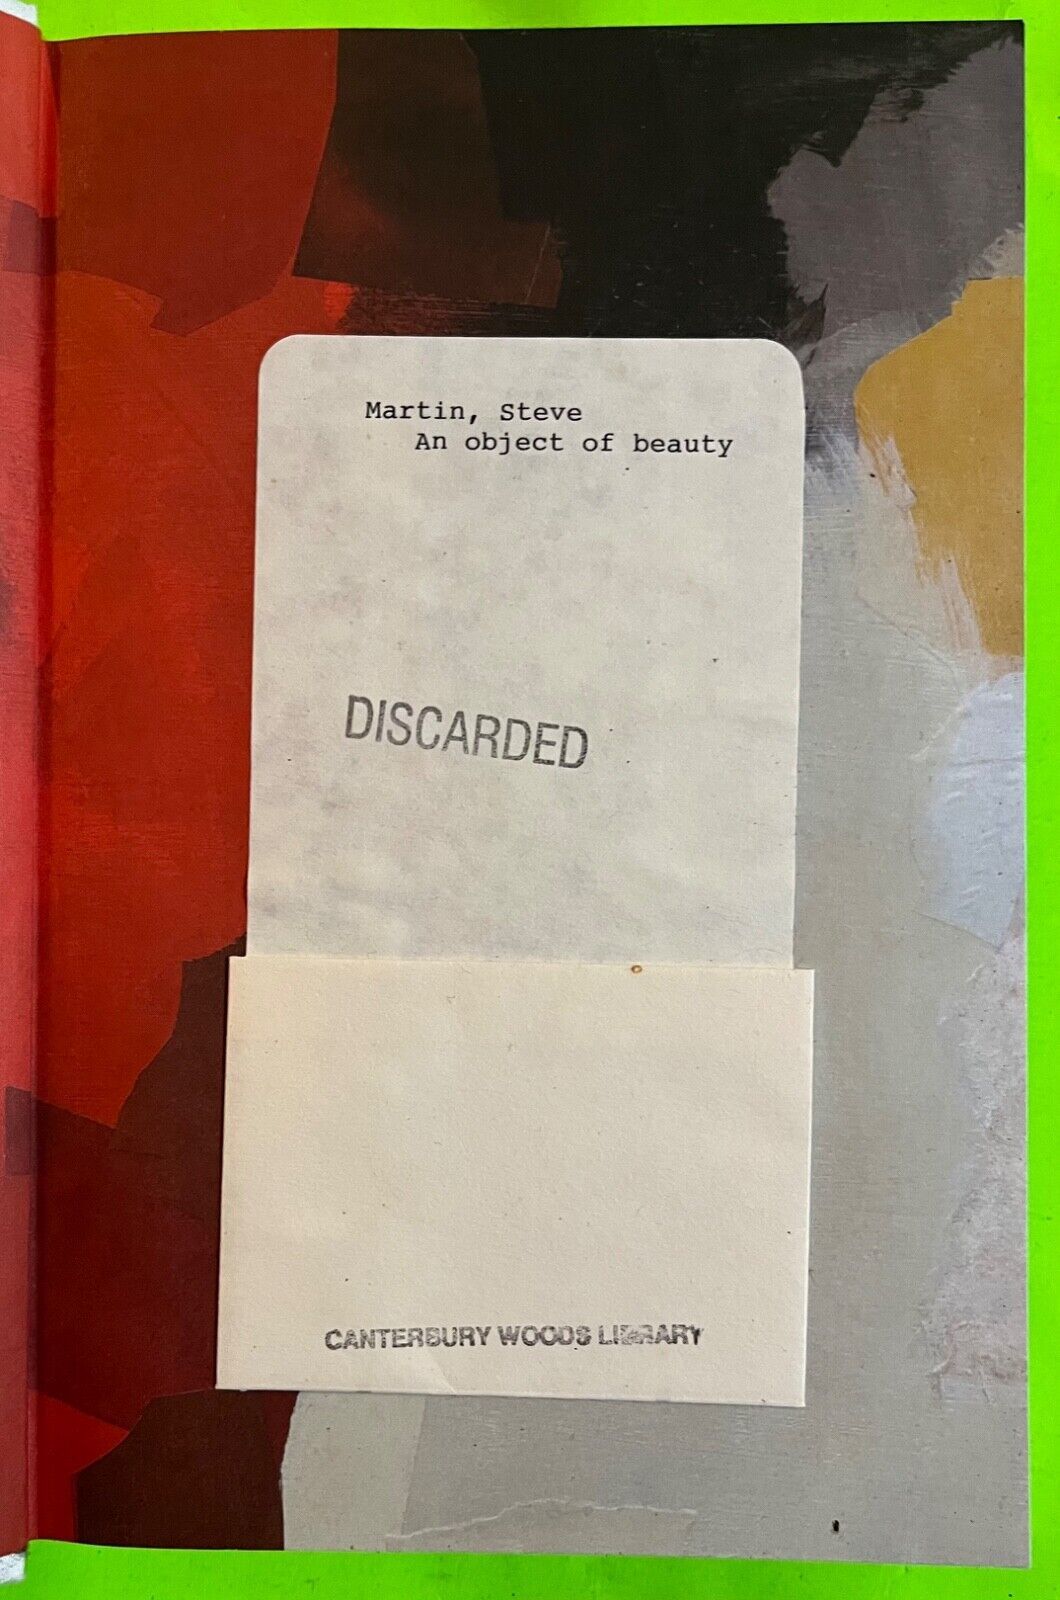 Martin, Steve
An object of beauty
DISCARDED
CANTERBURY WOODS LIBRARY